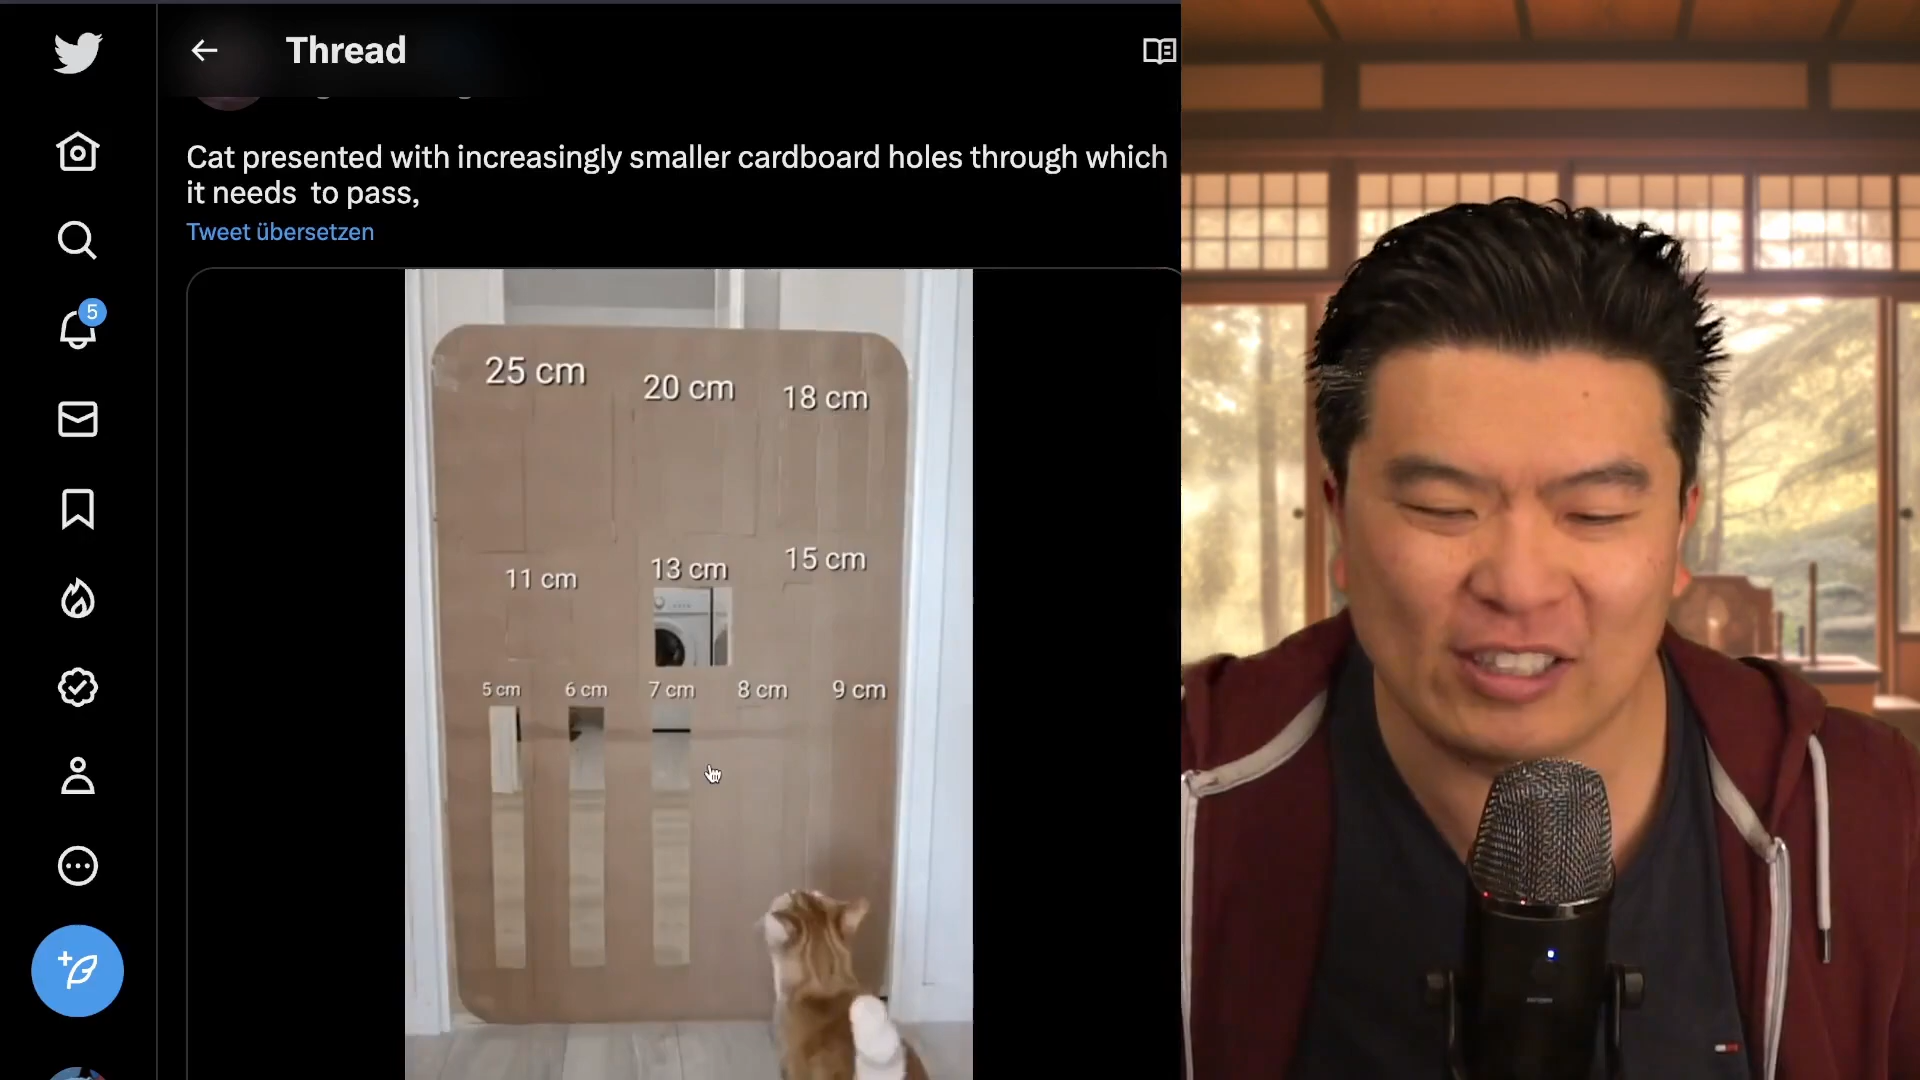 Thread
Cat presented with increasingly smaller cardboard holes through which
it needs  to pass,
Tweet übersetzen
5
25 cm
20 cm
18 cm
11 cm
13 cm
15 cm
5 cm
6 cm
7 cm
8 cm
9 cm